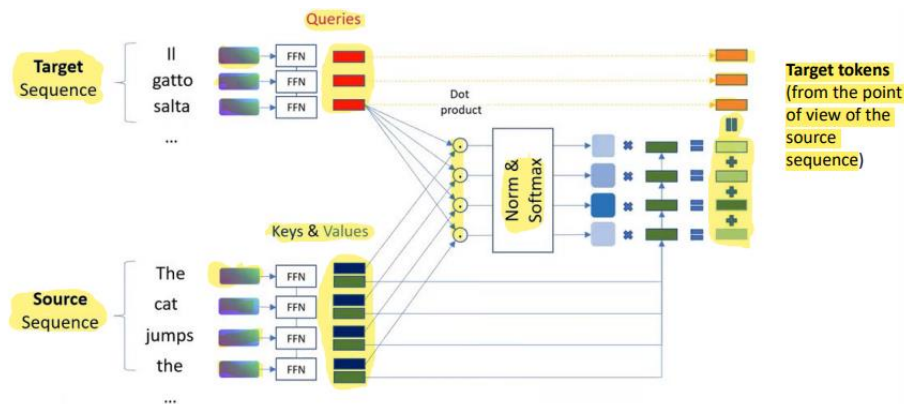 Queries
Target
Sequence
Il
gatto
salta
...
FFN
FFN
FFN
Dot
product
Norm &
Softmax
Target tokens
(from the point
of view of the
source
sequence)
Keys & Values
Source
Sequence
The
cat
jumps
the
...
FFN
FFN
FFN
FFN